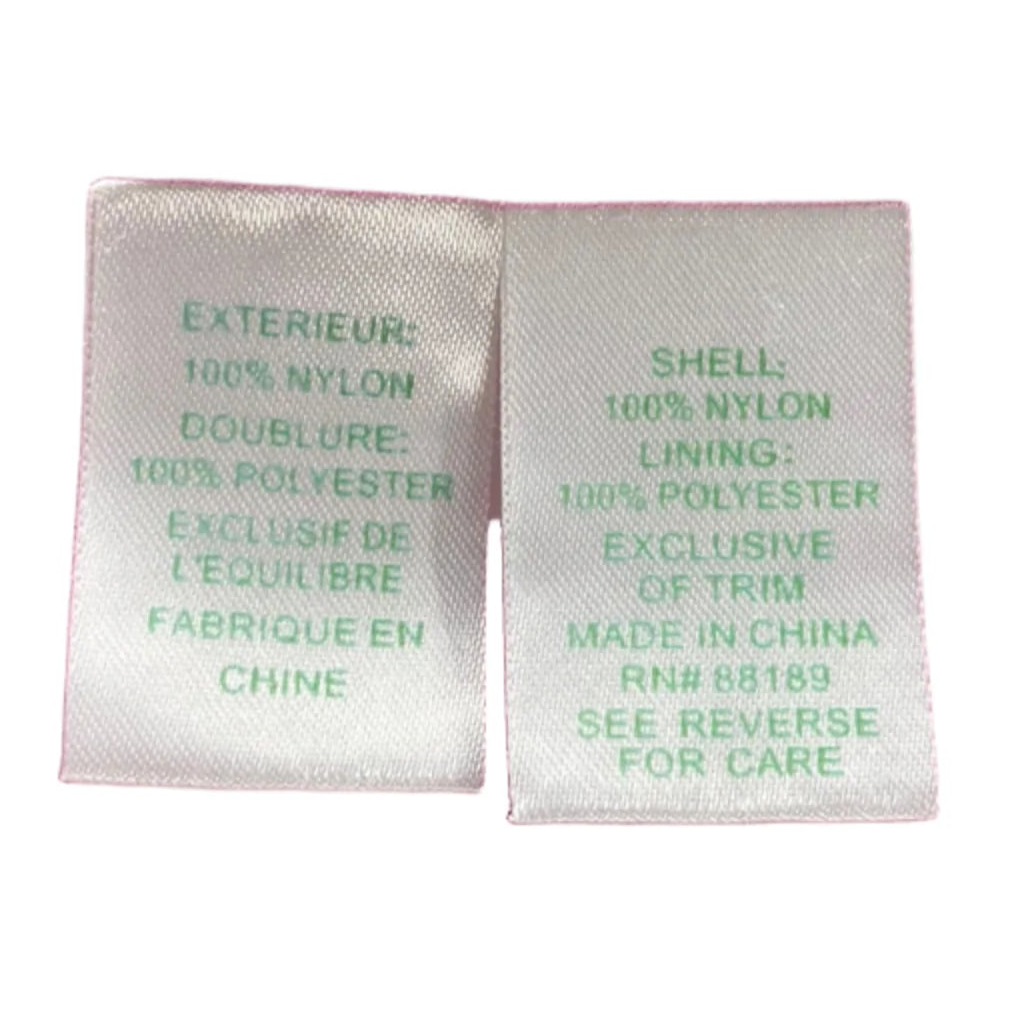 EXTERIEUR:
100% NYLON
DOUBLURE:
100% POLYESTER
EXCLUSIF DE
L'EQUILIBRE
FABRIQUE EN
CHINE
SHELL:
100% NYLON
LINING:
100% POLYESTER
EXCLUSIVE
OF TRIM
MADE IN CHINA
RN# 88189
SEE REVERSE
FOR CARE